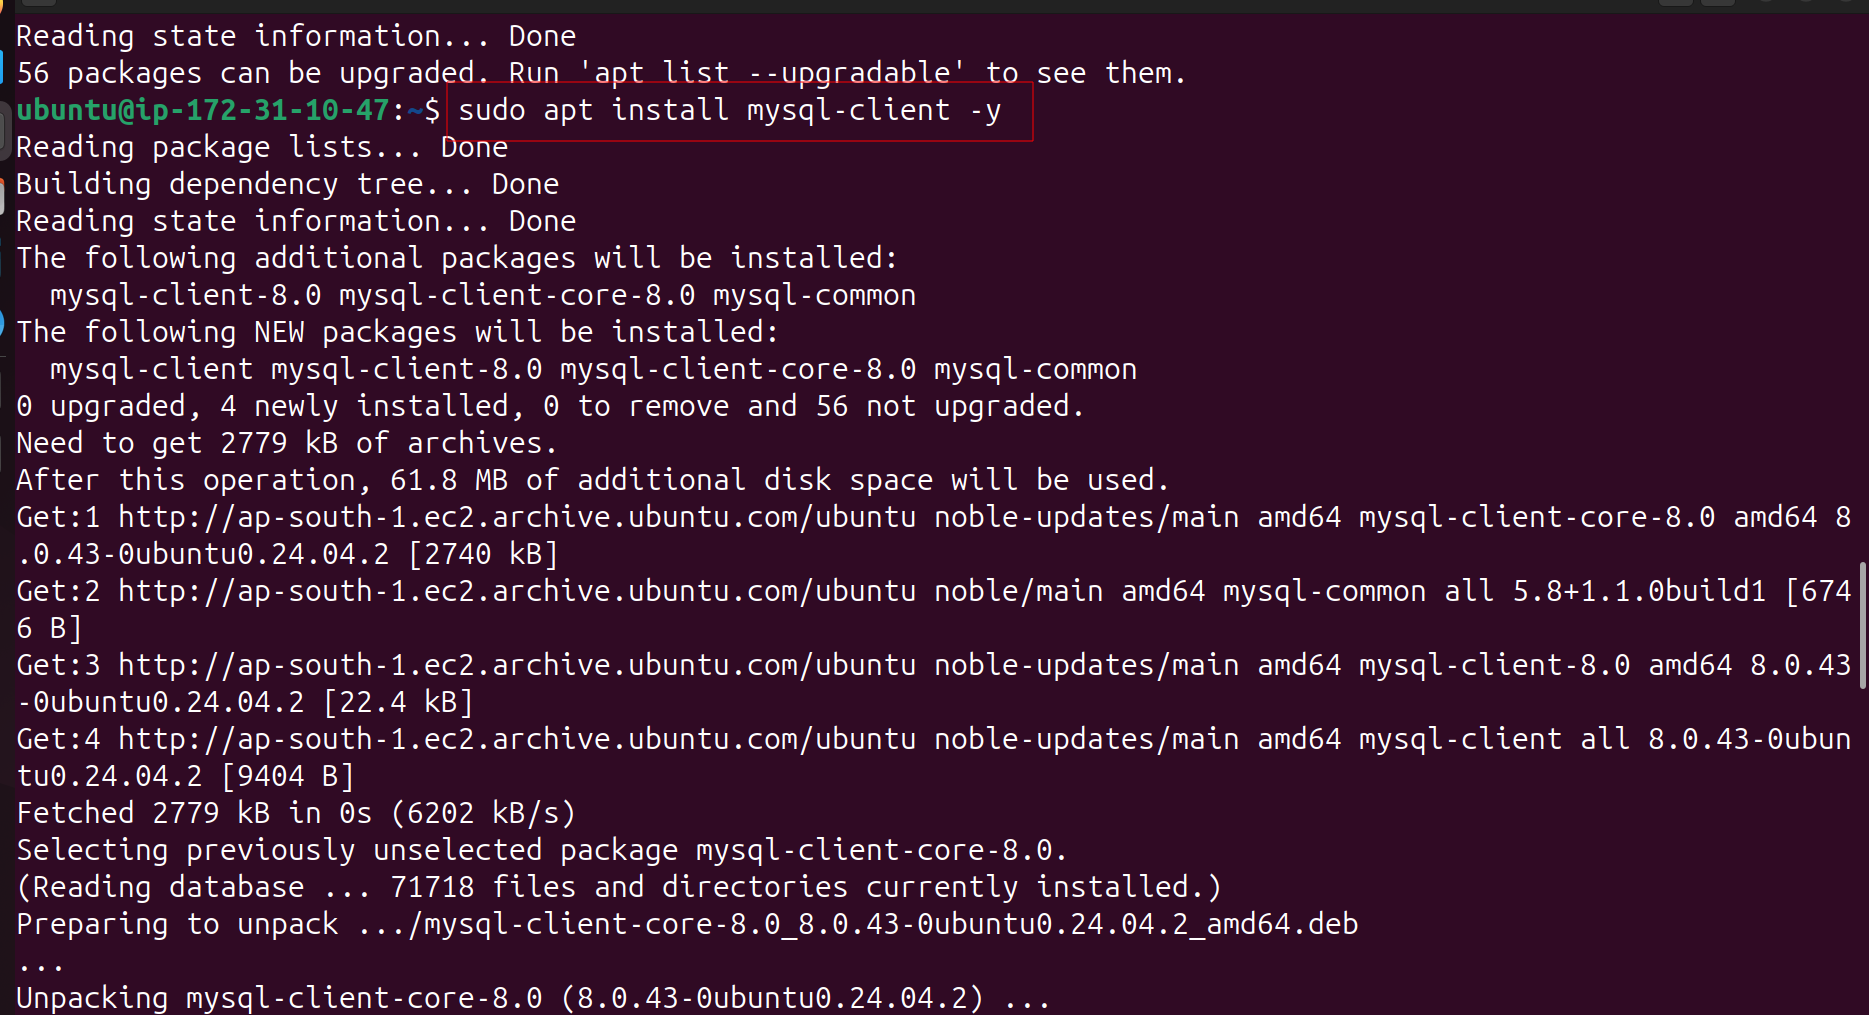 Reading state information... Done
56 packages can be upgraded. Run 'apt list --upgradable' to see them.
ubuntu@ip-172-31-10-47:~$ sudo apt install mysql-client -y
Reading package lists... Done
Building dependency tree... Done
Reading state information... Done
The following additional packages will be installed:
  mysql-client-8.0 mysql-client-core-8.0 mysql-common
The following NEW packages will be installed:
  mysql-client mysql-client-8.0 mysql-client-core-8.0 mysql-common
0 upgraded, 4 newly installed, 0 to remove and 56 not upgraded.
Need to get 2779 kB of archives.
After this operation, 61.8 MB of additional disk space will be used.
Get:1 http://ap-south-1.ec2.archive.ubuntu.com/ubuntu noble-updates/main amd64 mysql-client-core-8.0 amd64 8
.0.43-0ubuntu0.24.04.2 [2740 kB]
Get:2 http://ap-south-1.ec2.archive.ubuntu.com/ubuntu noble/main amd64 mysql-common all 5.8+1.1.0build1 [674
6 B]
Get:3 http://ap-south-1.ec2.archive.ubuntu.com/ubuntu noble-updates/main amd64 mysql-client-8.0 amd64 8.0.43
-0ubuntu0.24.04.2 [22.4 kB]
Get:4 http://ap-south-1.ec2.archive.ubuntu.com/ubuntu noble-updates/main amd64 mysql-client all 8.0.43-0ubun
tu0.24.04.2 [9404 B]
Fetched 2779 kB in 0s (6202 kB/s)
Selecting previously unselected package mysql-client-core-8.0.
(Reading database ... 71718 files and directories currently installed.)
Preparing to unpack .../mysql-client-core-8.0_8.0.43-0ubuntu0.24.04.2_amd64.deb
...
Unpacking mysql-client-core-8.0 (8.0.43-0ubuntu0.24.04.2) ...